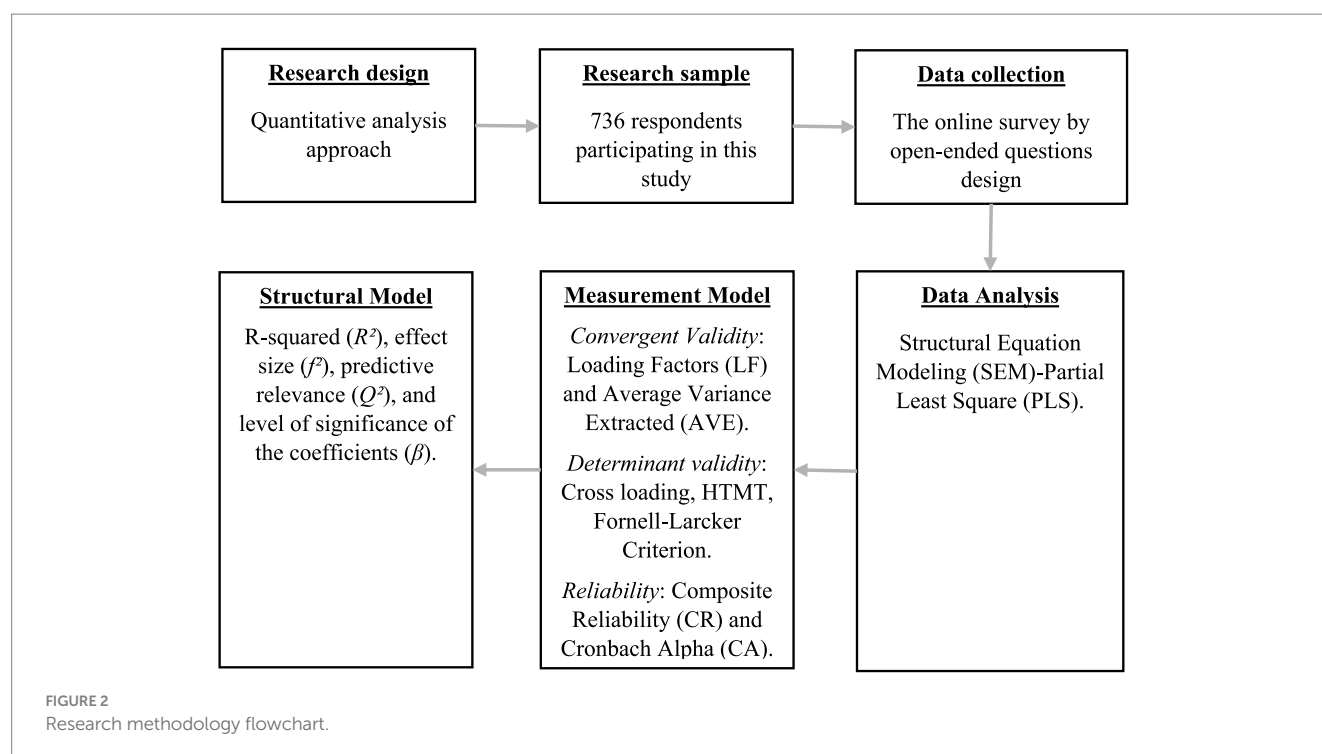 Research design
Quantitative analysis
approach
Research sample
736 respondents
participating in this
study
Data collection
The online survey by
open-ended questions
design
Structural Model
R-squared (R²), effect
size (f²), predictive
relevance (Q²), and
level of significance of
the coefficients (β).
Measurement Model
Convergent Validity:
Loading Factors (LF)
and Average Variance
Extracted (AVE).
Determinant validity:
Cross loading, HTMT,
Fornell-Larcker
Criterion.
Reliability: Composite
Reliability (CR) and
Cronbach Alpha (CA).
Data Analysis
Structural Equation
Modeling (SEM)-Partial
Least Square (PLS).
FIGURE 2
Research methodology flowchart.